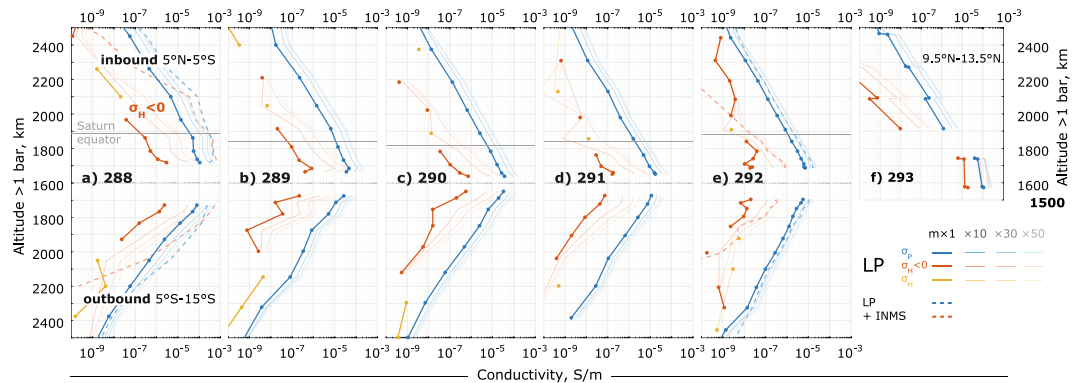 10⁻⁹ 10⁻⁷ 10⁻⁵ 10⁻³ 10⁻⁹ 10⁻⁷ 10⁻⁵ 10⁻³ 10⁻⁹ 10⁻⁷ 10⁻⁵ 10⁻³ 10⁻⁹ 10⁻⁷ 10⁻⁵ 10⁻³ 10⁻⁹ 10⁻⁷ 10⁻⁵ 10⁻³ 10⁻⁷ 10⁻⁵ 10⁻³
Altitude >1 bar, km
2400
2200
2000
1800
1600
1800
2000
2200
2400
inbound 5°N-5°S
σH<0
Saturn
equator
a) 288
b) 289
c) 290
d) 291
e) 292
f) 293
outbound 5°S-15°S
9.5°N-13.5°N
2400
2200
2000
1800
1600
1500
Altitude >1 bar, km
m×1 ×10 ×30 ×50
LP
σP
σH<0
σH
LP
+ INMS
10⁻⁹ 10⁻⁷ 10⁻⁵ 10⁻³ 10⁻⁹ 10⁻⁷ 10⁻⁵ 10⁻³ 10⁻⁹ 10⁻⁷ 10⁻⁵ 10⁻³ 10⁻⁹ 10⁻⁷ 10⁻⁵ 10⁻³ 10⁻⁹ 10⁻⁷ 10⁻⁵ 10⁻³
Conductivity, S/m